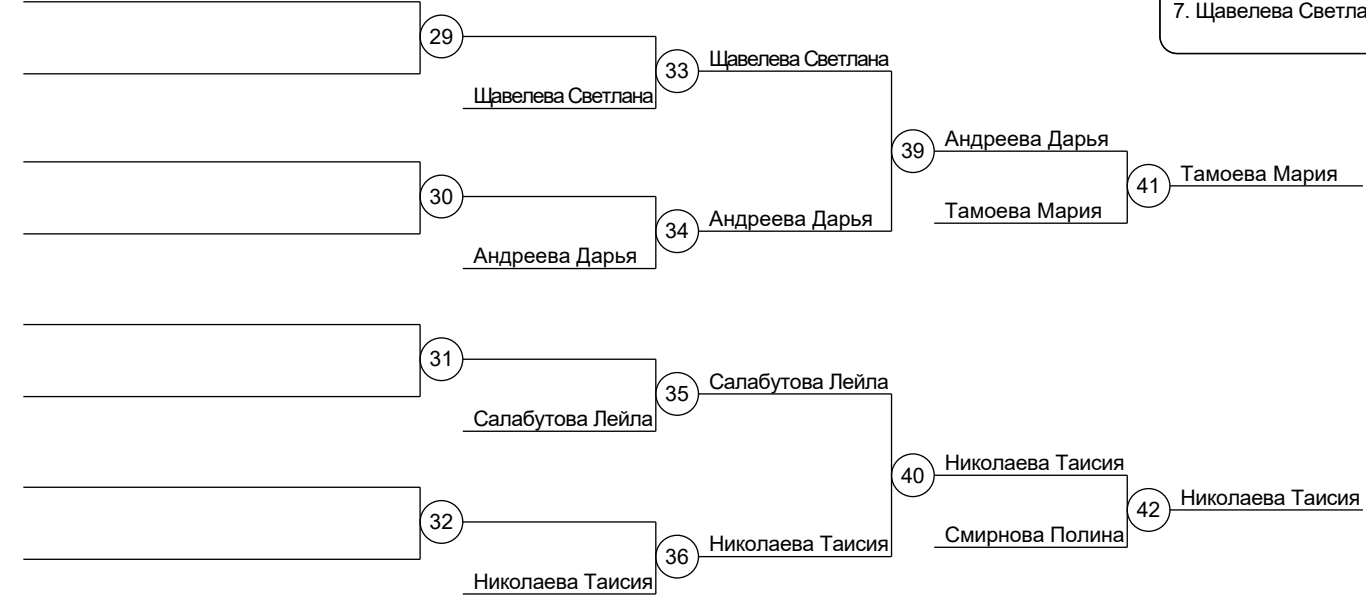 7. Щавелева Светла
29
Щавелева Светлана
33
Щавелева Светлана
Щавелева Светлана
39
Андреева Дарья
30
41
Тамоева Мария
Тамоева Мария
34
Андреева Дарья
Андреева Дарья
31
35
Салабутова Лейла
Салабутова Лейла
40
Николаева Таисия
32
42
Николаева Таисия
Смирнова Полина
36
Николаева Таисия
Николаева Таисия